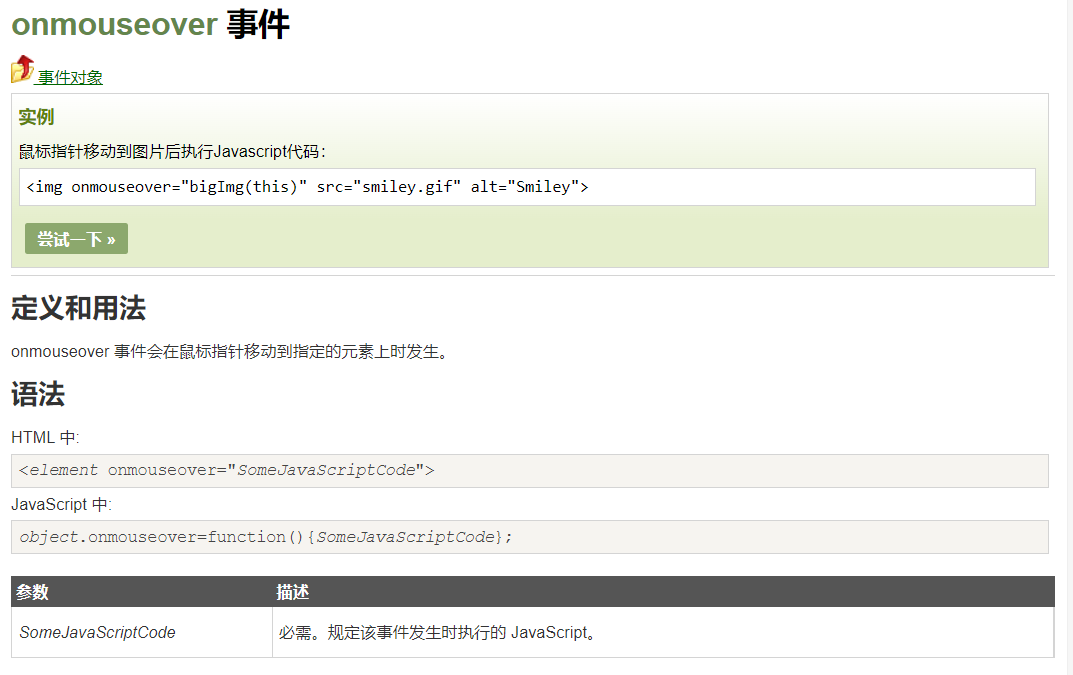 onmouseover 事件
事件对象
实例
鼠标指针移动到图片后执行Javascript代码：
<img onmouseover="bigImg(this)" src="smiley.gif" alt="Smiley">
尝试一下 »
定义和用法
onmouseover 事件会在鼠标指针移动到指定的元素上时发生。
语法
HTML 中:
<element onmouseover="SomeJavaScriptCode">
JavaScript 中:
object.onmouseover=function(){SomeJavaScriptCode};
参数 描述
SomeJavaScriptCode 必需。规定该事件发生时执行的 JavaScript。